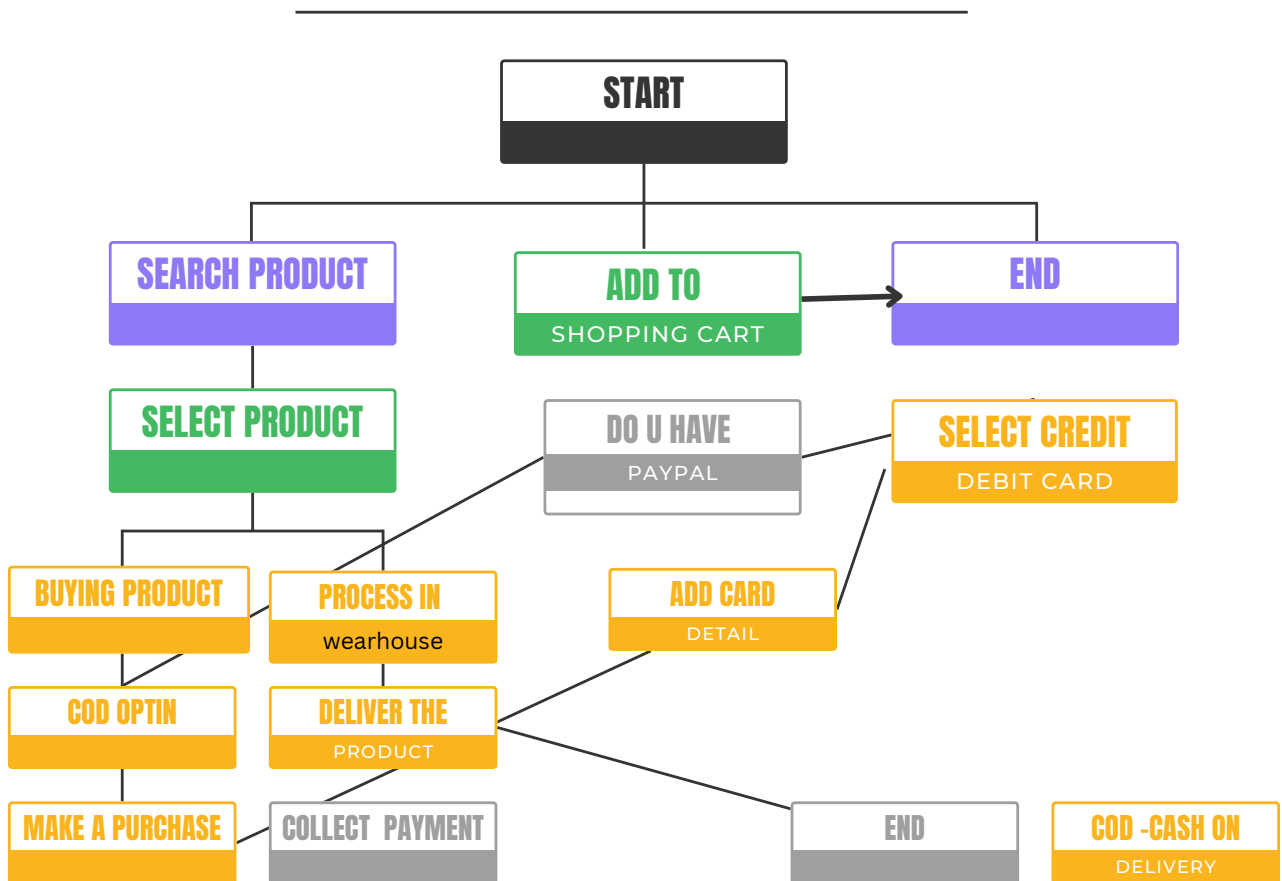 START
SEARCH PRODUCT
ADD TO
SHOPPING CART
END
SELECT PRODUCT
DO U HAVE
PAYPAL
SELECT CREDIT
DEBIT CARD
BUYING PRODUCT
PROCESS IN
wearhouse
ADD CARD
DETAIL
COD OPTIN
DELIVER THE
PRODUCT
MAKE A PURCHASE
COLLECT PAYMENT
END
COD -CASH ON
DELIVERY